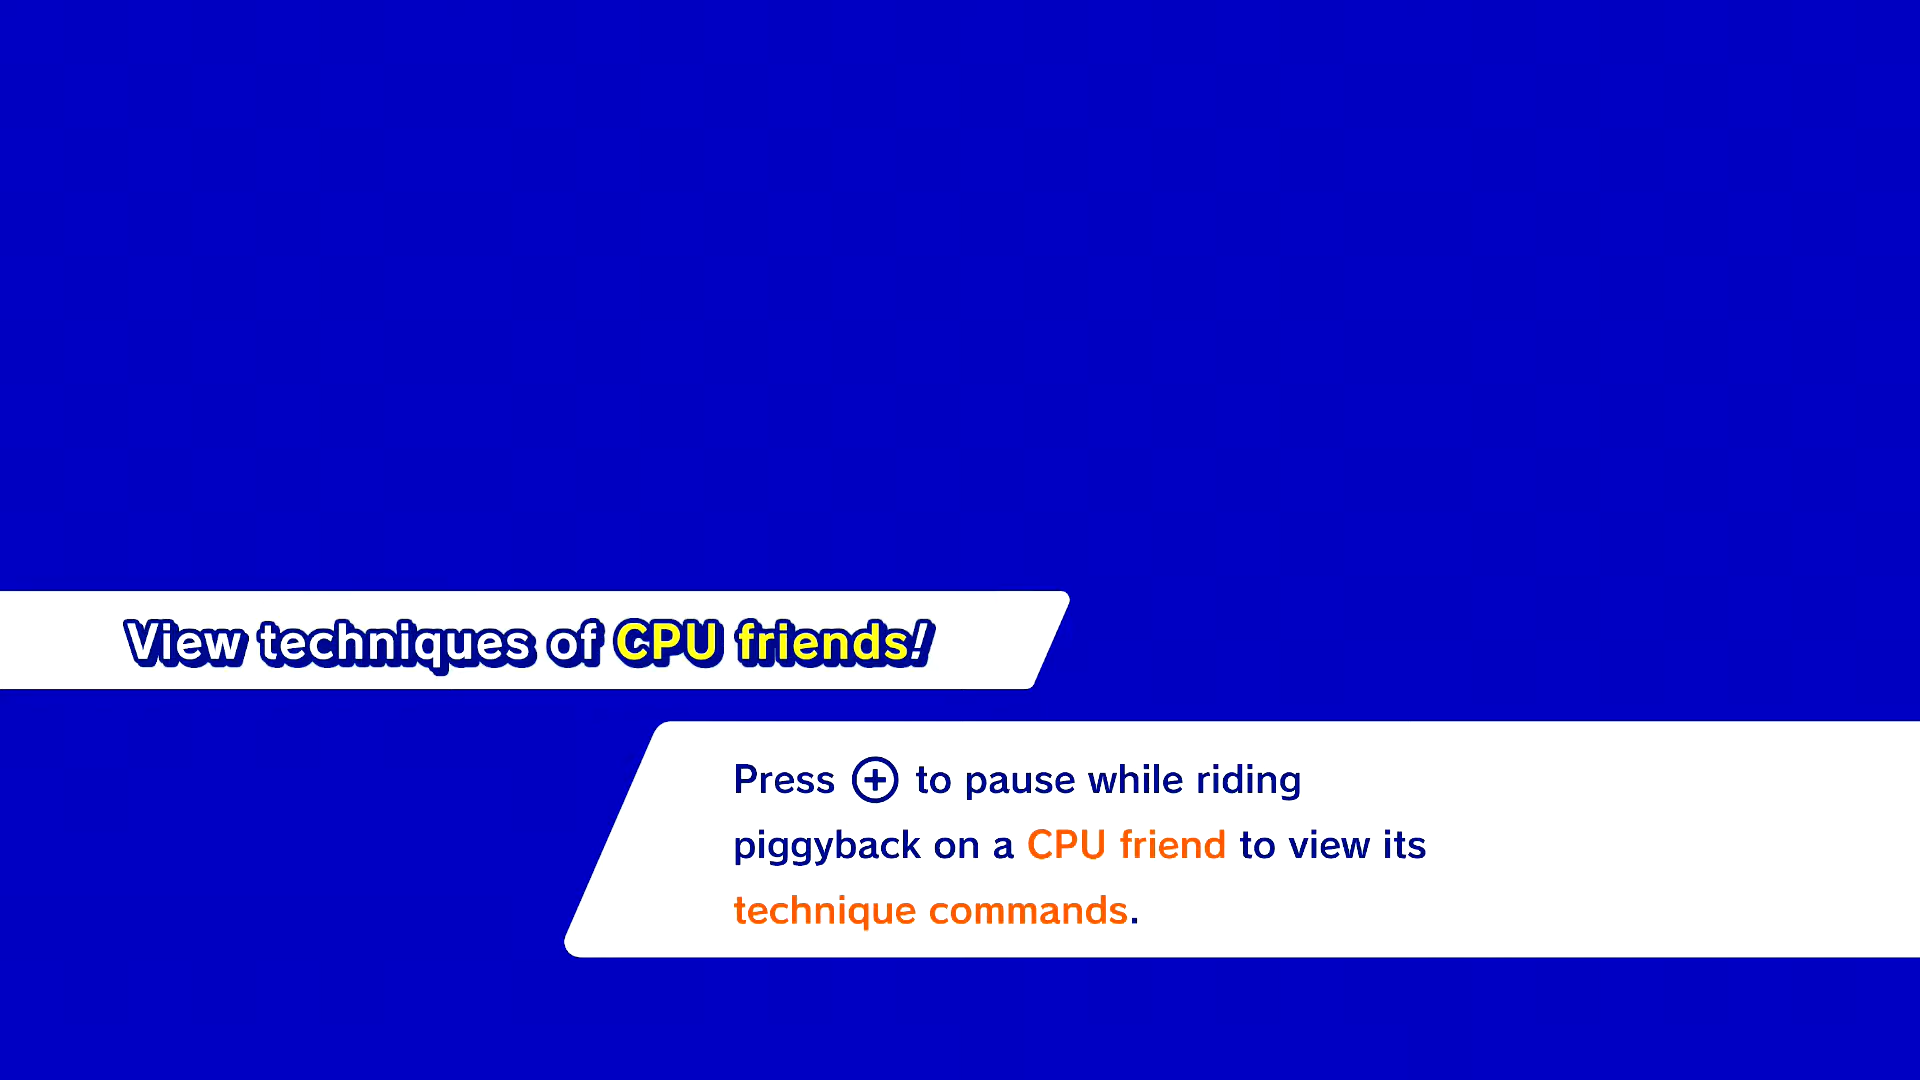 View techniques of CPU friends!
Press ⊕ to pause while riding
piggyback on a CPU friend to view its
technique commands.